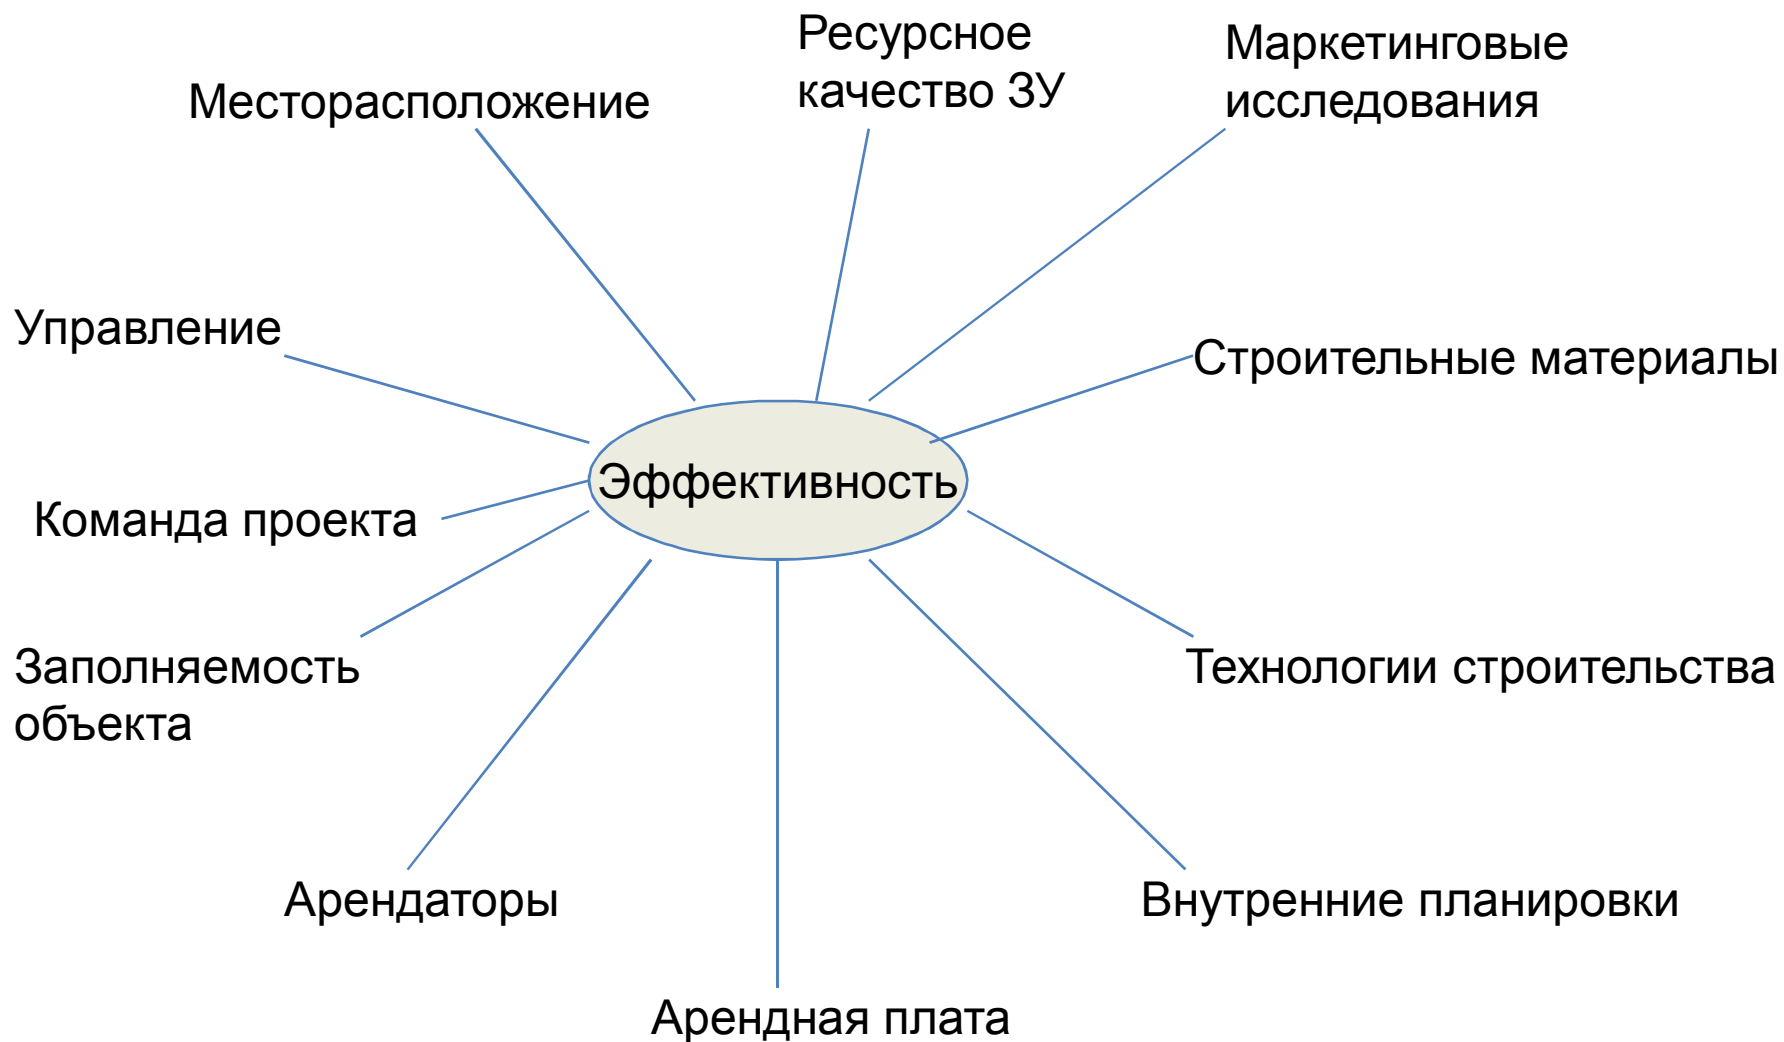 Ресурсное
качество ЗУ
Маркетинговые
исследования
Месторасположение
Управление
Строительные материалы
Эффективность
Команда проекта
Заполняемость
объекта
Технологии строительства
Арендаторы
Внутренние планировки
Арендная плата